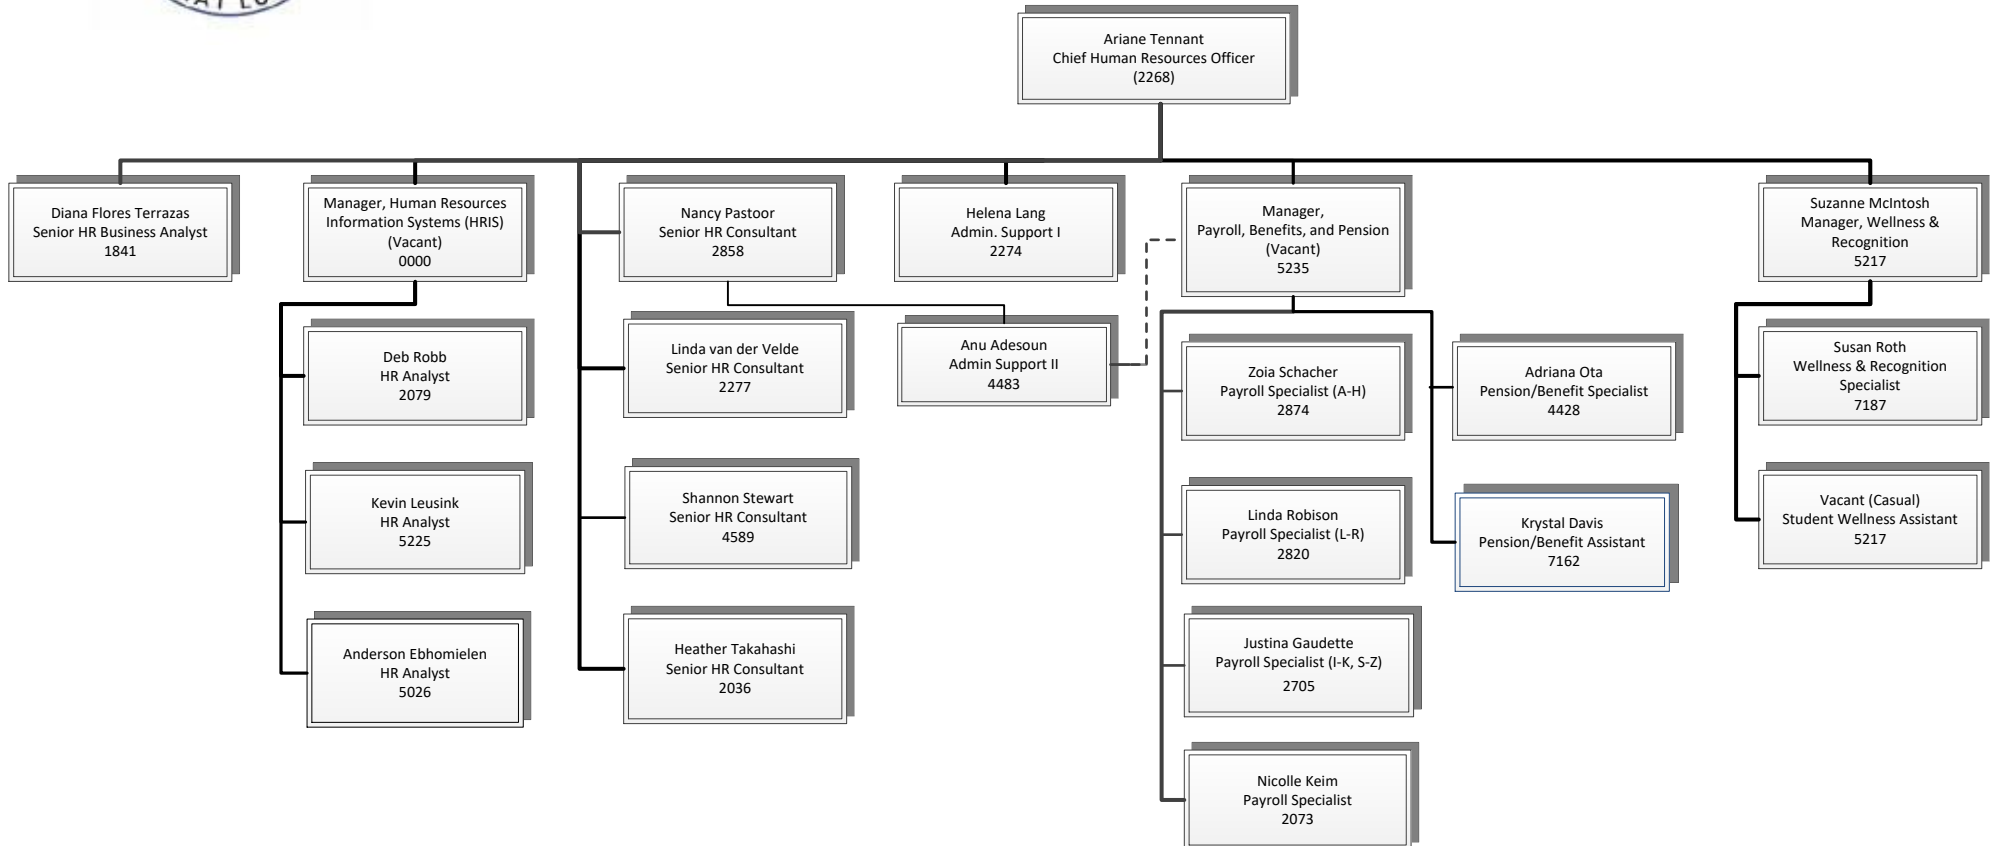 Ariane Tennant
Chief Human Resources Officer
(2268)
Diana Flores Terrazas
Senior HR Business Analyst
1841
Manager, Human Resources
Information Systems (HRIS)
(Vacant)
0000
Nancy Pastoor
Senior HR Consultant
2858
Helena Lang
Admin. Support I
2274
Manager,
Payroll, Benefits, and Pension
(Vacant)
5235
Suzanne McIntosh
Manager, Wellness &
Recognition
5217
Deb Robb
HR Analyst
2079
Linda van der Velde
Senior HR Consultant
2277
Anu Adesoun
Admin Support II
4483
Zoia Schacher
Payroll Specialist (A-H)
2874
Adriana Ota
Pension/Benefit Specialist
4428
Susan Roth
Wellness & Recognition
Specialist
7187
Kevin Leusink
HR Analyst
5225
Shannon Stewart
Senior HR Consultant
4589
Linda Robison
Payroll Specialist (L-R)
2820
Krystal Davis
Pension/Benefit Assistant
7162
Vacant (Casual)
Student Wellness Assistant
5217
Anderson Ebhomielen
HR Analyst
5026
Heather Takahashi
Senior HR Consultant
2036
Justina Gaudette
Payroll Specialist (I-K, S-Z)
2705
Nicolle Keim
Payroll Specialist
2073